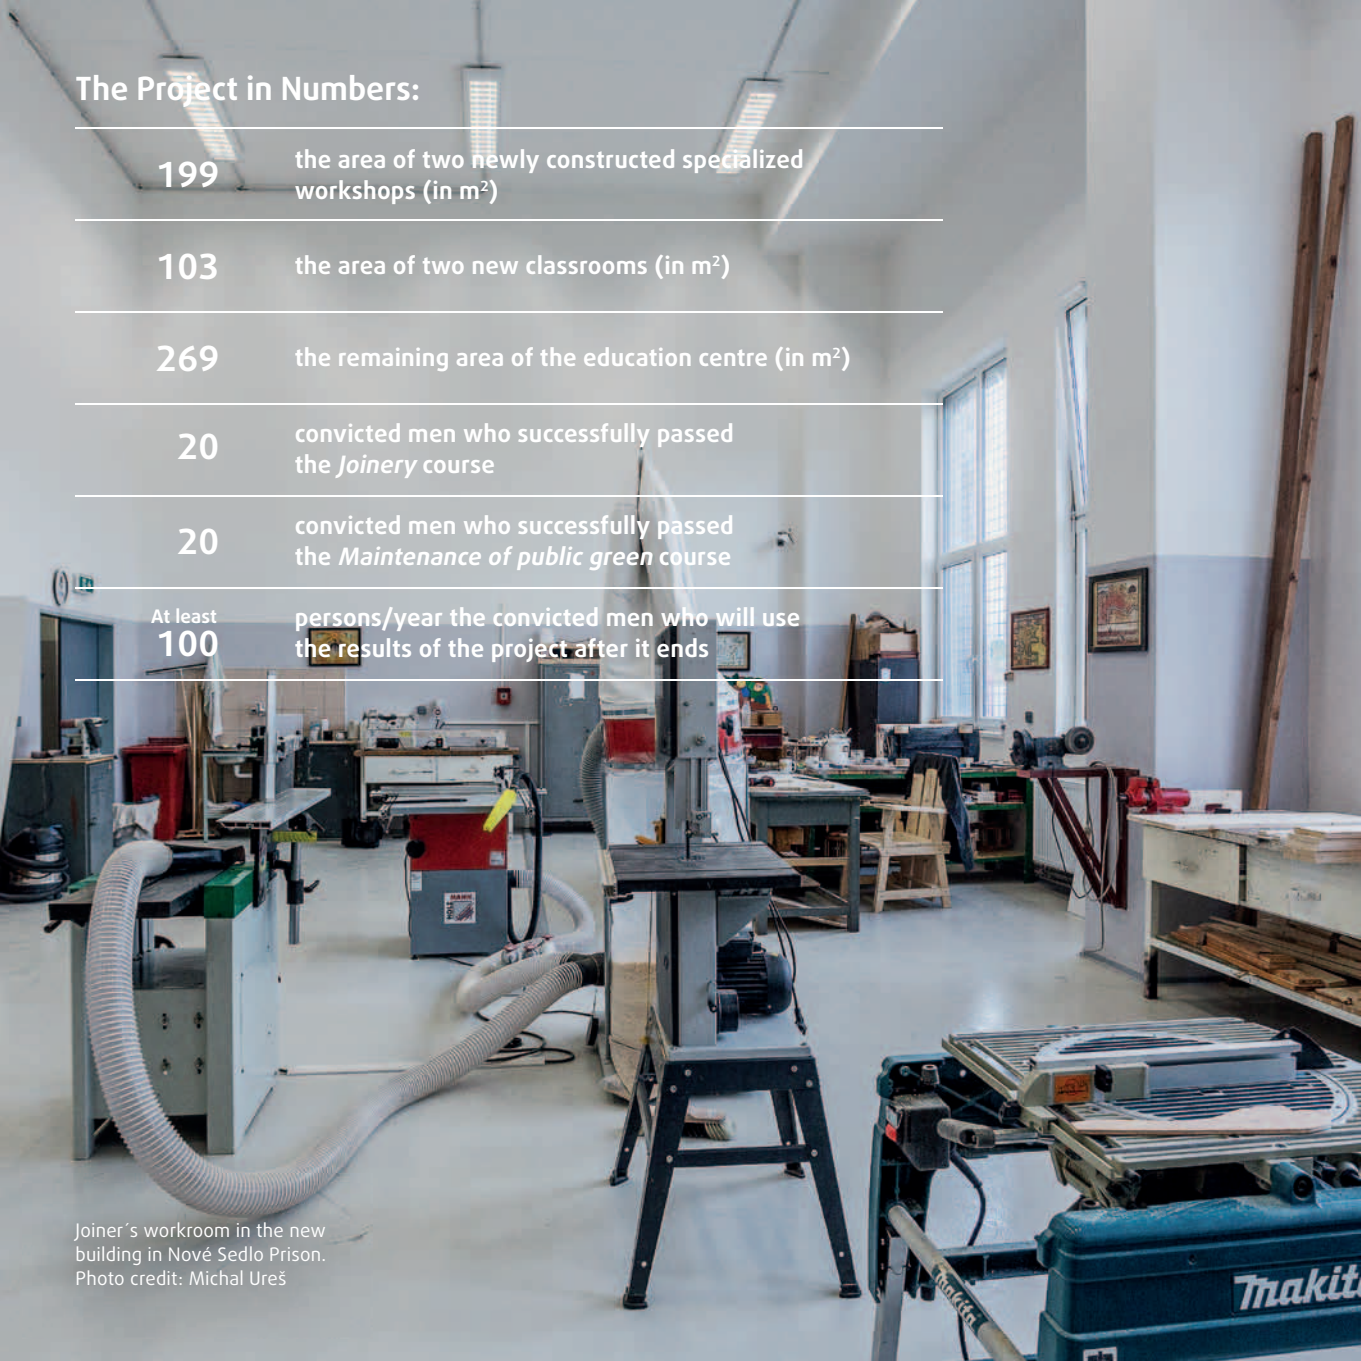 The Project in Numbers:
199
the area of two newly constructed specialized
workshops (in m²)
103
the area of two new classrooms (in m²)
269
the remaining area of the education centre (in m²)
20
convicted men who successfully passed
the Joinery course
20
convicted men who successfully passed
the Maintenance of public green course
At least
100
persons/year the convicted men who will use
the results of the project after it ends
HOLZ
MANN
makita
Joiner´s workroom in the new
building in Nové Sedlo Prison.
Photo credit: Michal Ureš
makita